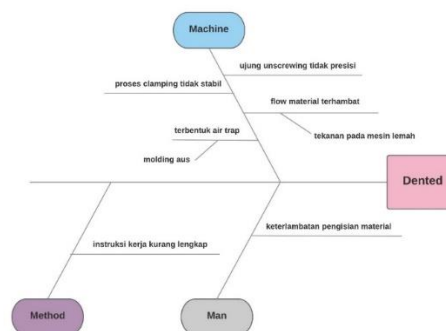 Machine
ujung unscrewing tidak presisi
proses clamping tidak stabil
flow material terhambat
terbentuk air trap
tekanan pada mesin lemah
molding aus
Dented
keterlambatan pengisian material
instruksi kerja kurang lengkap
Method
Man